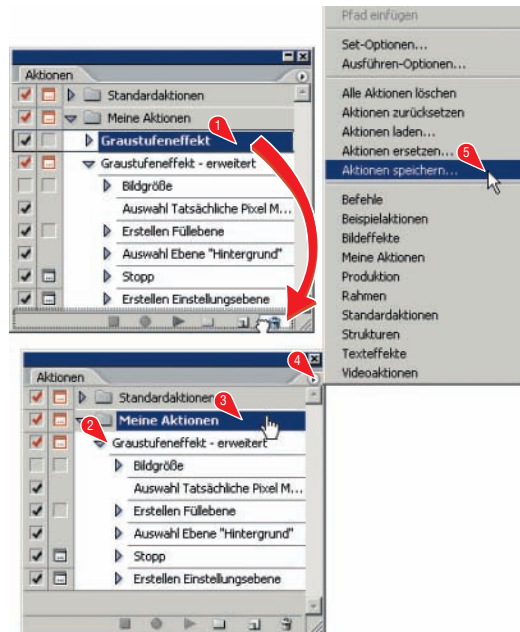 Aktionen
Standardaktionen
Meine Aktionen
1
Graustufeneffekt
Graustufeneffekt - erweitert
Bildgröße
Auswahl Tatsächliche Pixel M...
Erstellen Füllebene
Auswahl Ebene "Hintergrund"
Stopp
Erstellen Einstellungsebene
Pfad einfügen
Set-Optionen...
Ausführen-Optionen...
Alle Aktionen löschen
Aktionen zurücksetzen
Aktionen laden...
Aktionen ersetzen...
5
Aktionen speichern...
Befehle
Beispielaktionen
Bildeffekte
Meine Aktionen
Produktion
Rahmen
Standardaktionen
Strukturen
Texteffekte
Videoaktionen
4
Aktionen
Standardaktionen
3
Meine Aktionen
2
Graustufeneffekt - erweitert
Bildgröße
Auswahl Tatsächliche Pixel M...
Erstellen Füllebene
Auswahl Ebene "Hintergrund"
Stopp
Erstellen Einstellungsebene